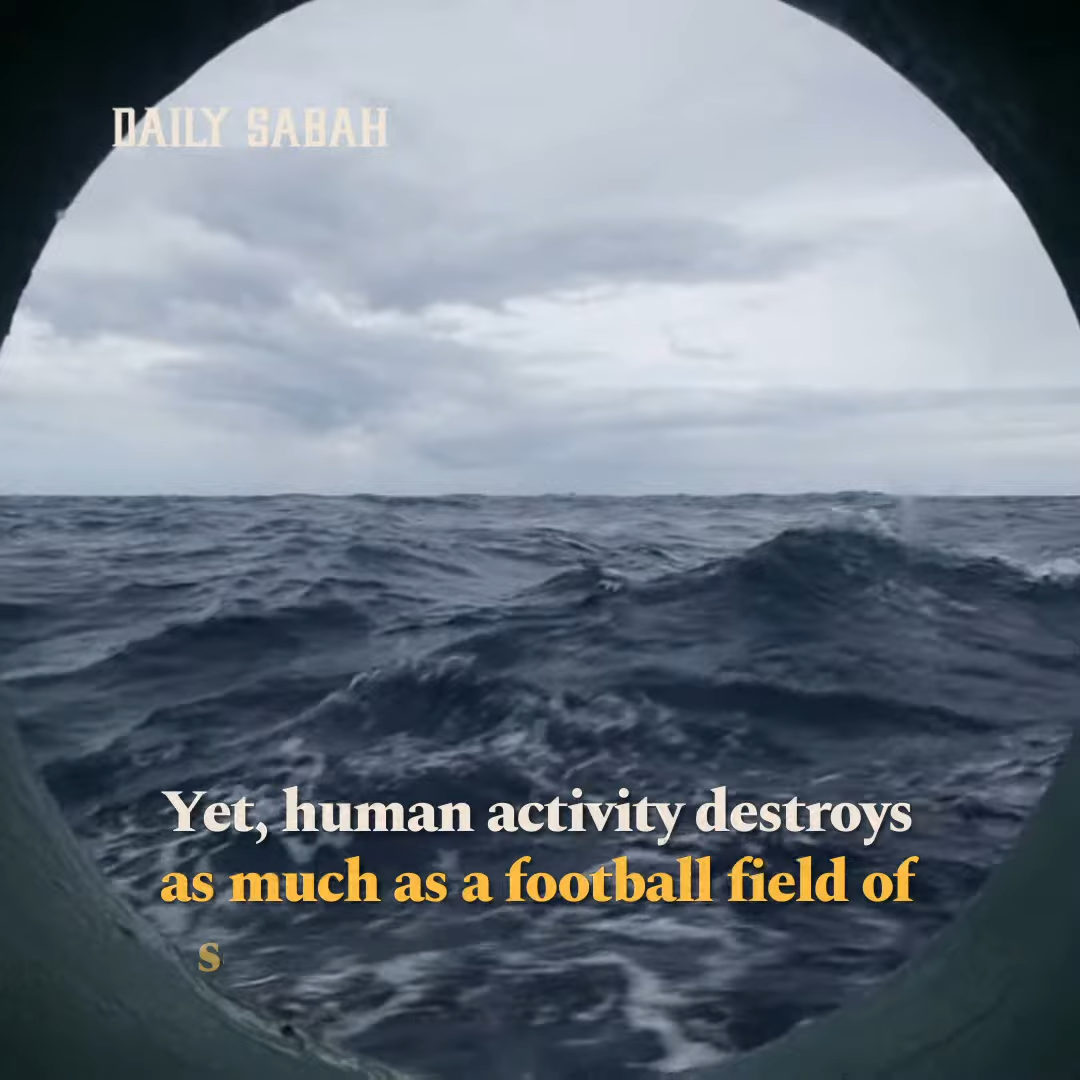 DAILY SABAH
Yet, human activity destroys
as much as a football field of
s